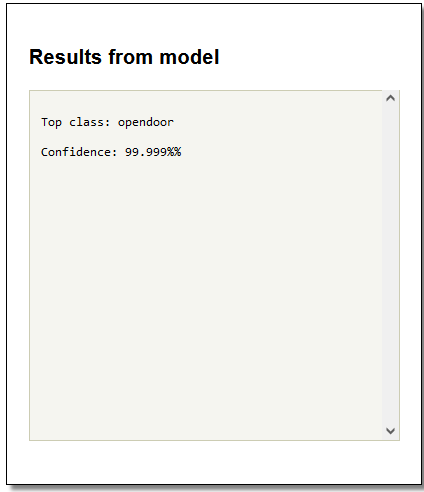 Results from model
Top class: opendoor
Confidence: 99.999%%